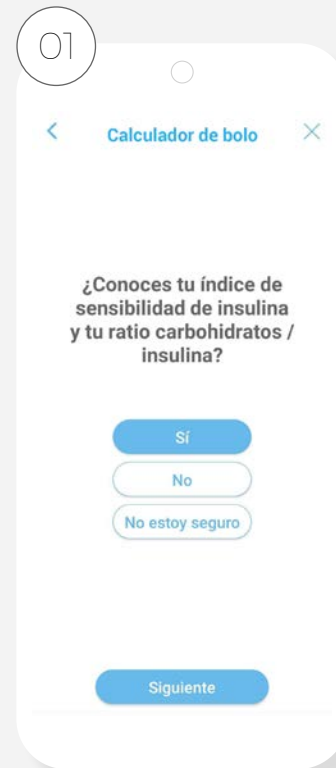 01
Calculador de bolo
¿Conoces tu índice de
sensibilidad de insulina
y tu ratio carbohidratos /
insulina?
Sí
No
No estoy seguro
Siguiente